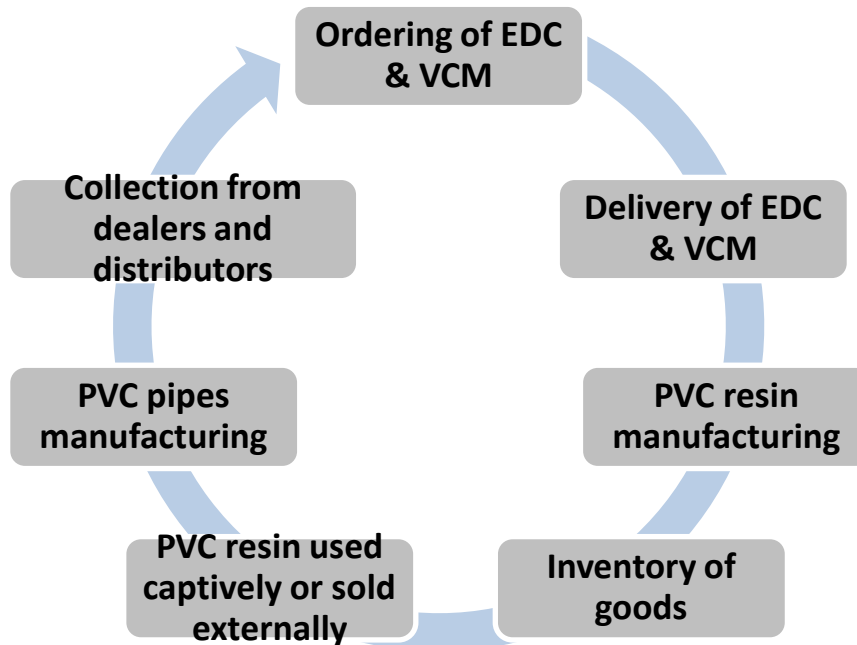 Ordering of EDC
& VCM
Delivery of EDC
& VCM
PVC resin
manufacturing
Inventory of
goods
PVC resin used
captively or sold
externally
PVC pipes
manufacturing
Collection from
dealers and
distributors